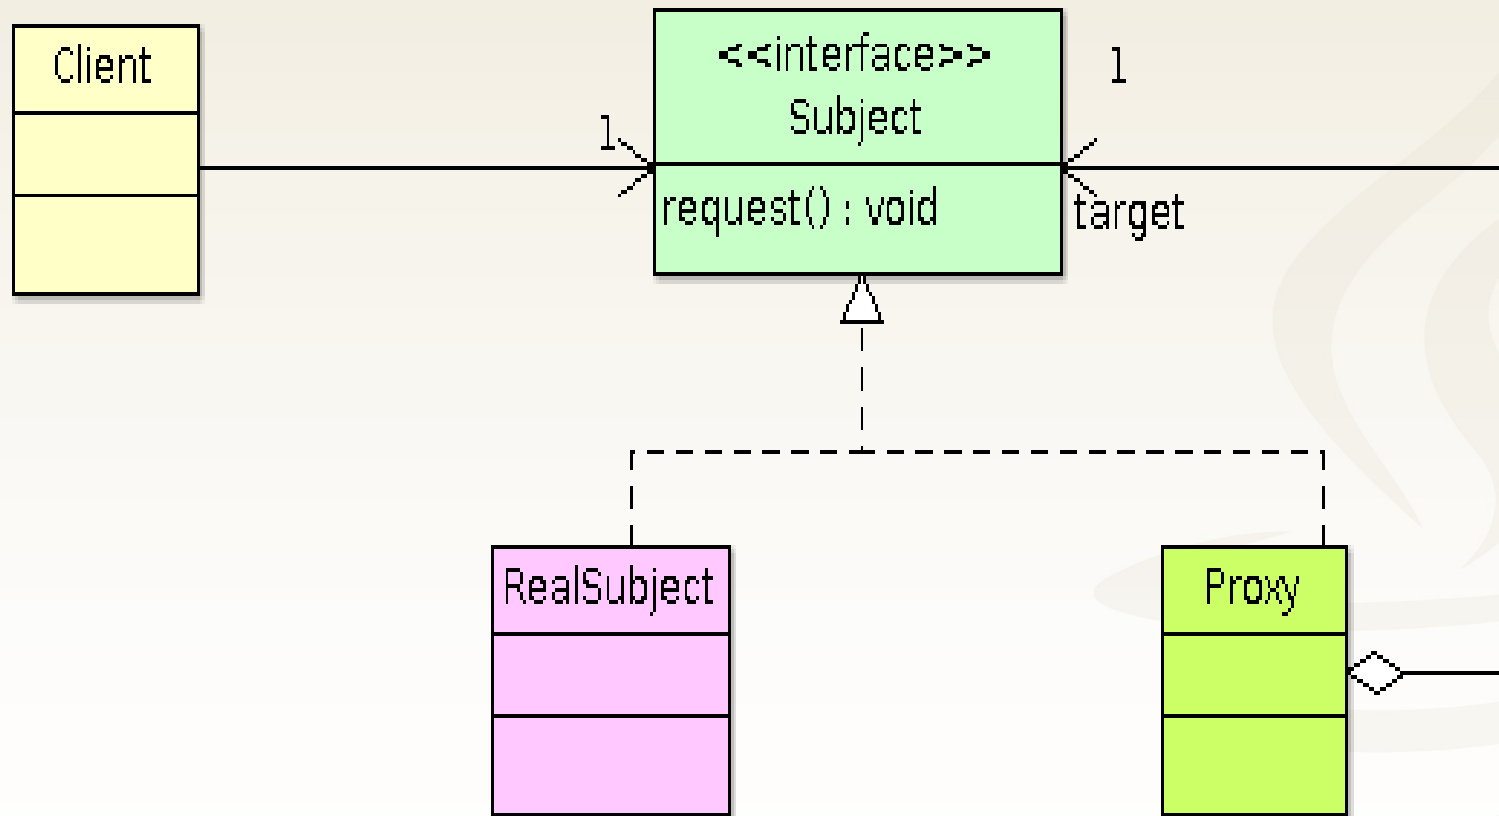 Client
<<interface>>
Subject
1
1
request() : void
target
RealSubject
Proxy